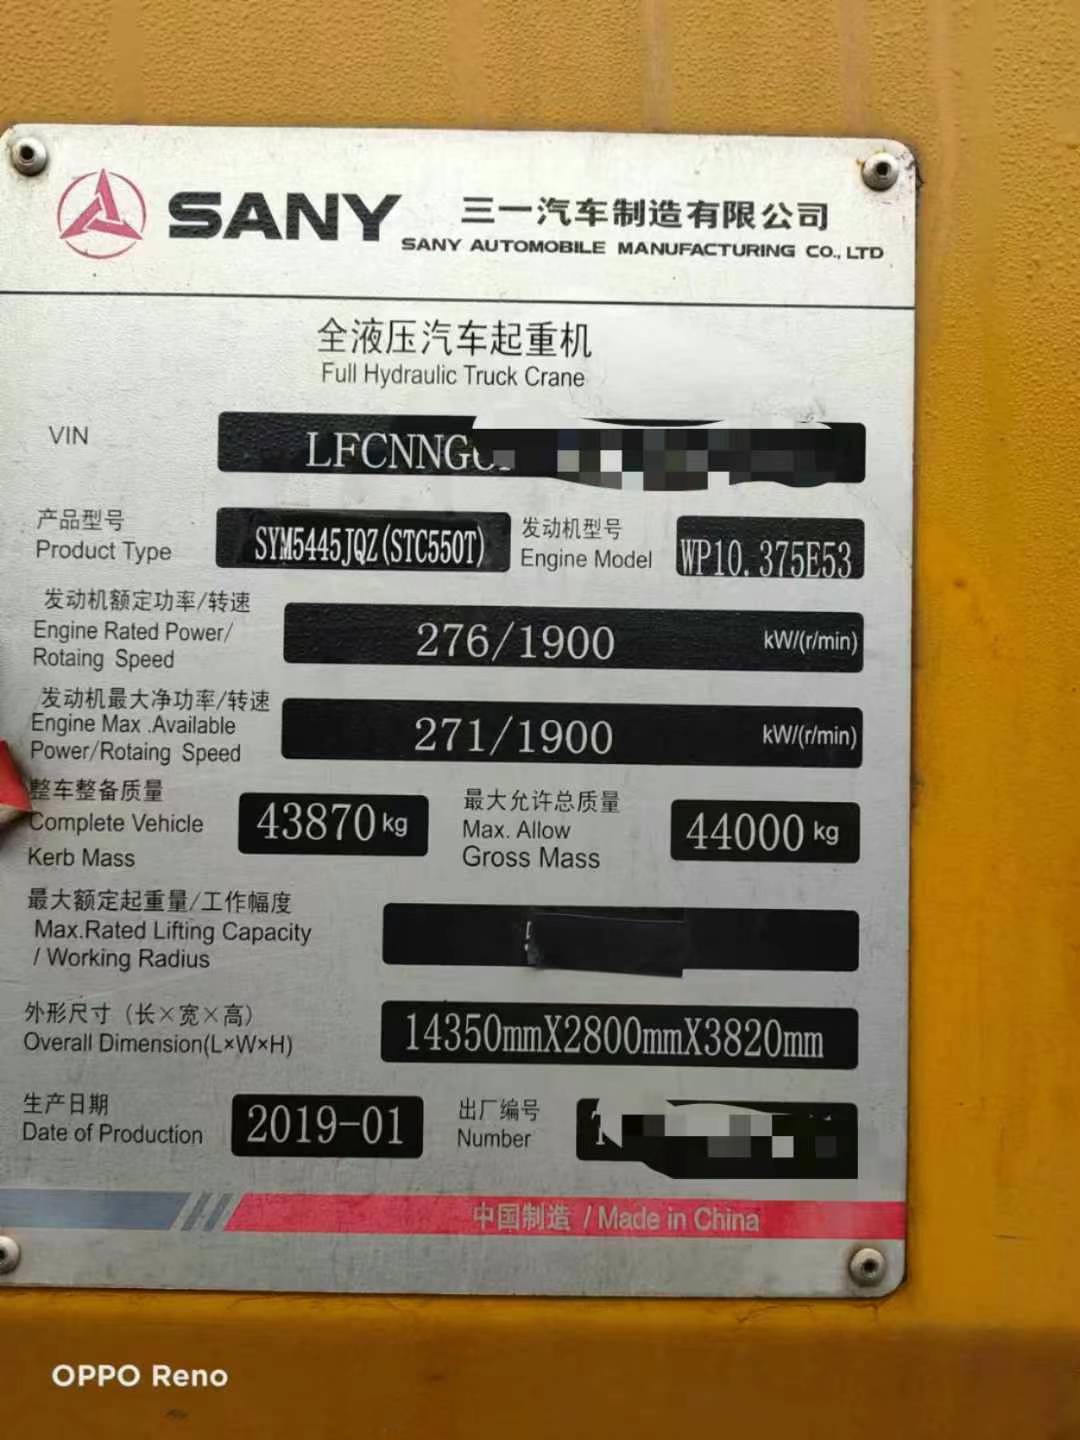 SANY 三一汽车制造有限公司
SANY AUTOMOBILE MANUFACTURING CO., LTD
全液压汽车起重机
Full Hydraulic Truck Crane
VIN LFCNNG
产品型号
Product Type SYM5445JQZ(STC550T)
发动机型号
Engine Model WP10.375E53
发动机额定功率/转速
Engine Rated Power/
Rotaing Speed
276/1900 kW/(r/min)
发动机最大净功率/转速
Engine Max .Available
Power/Rotaing Speed
271/1900 kW/(r/min)
整车整备质量
Complete Vehicle
Kerb Mass
43870 kg
最大允许总质量
Max. Allow
Gross Mass
44000 kg
最大额定起重量/工作幅度
Max.Rated Lifting Capacity
/ Working Radius
外形尺寸（长×宽×高）
Overall Dimension(L×W×H)
14350mmX2800mmX3820mm
生产日期
Date of Production
2019-01
出厂编号
Number
中国制造 / Made in China
OPPO Reno